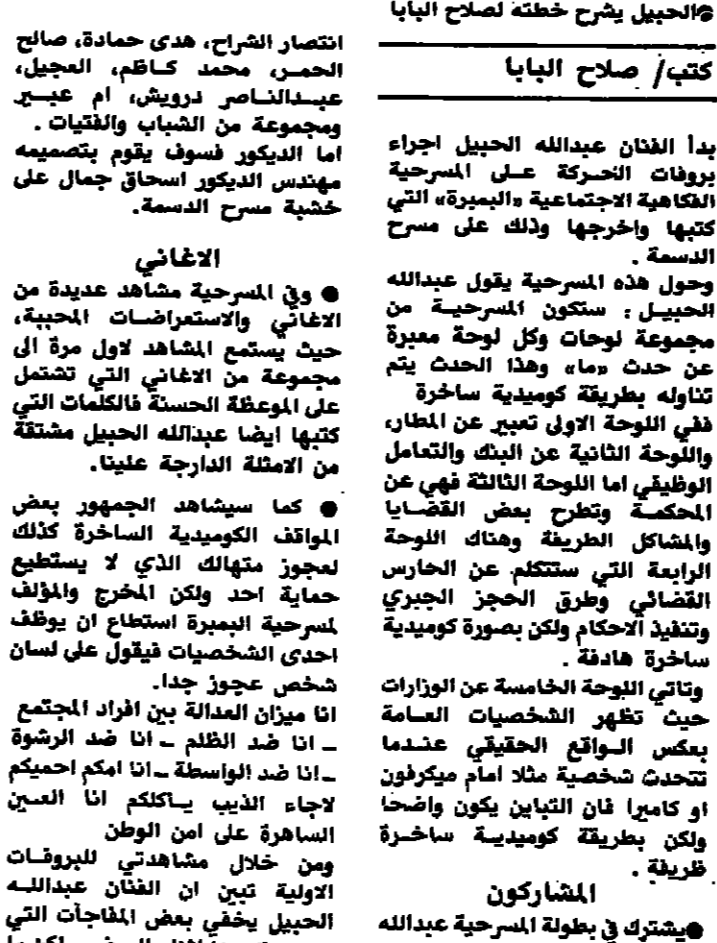 ●الحبيل يشرح خطته لصلاح البابا
كتب/ صلاح البابا
بدأ الفنان عبدالله الحبيل اجراء
بروفات الحركة على المسرحية
الفكاهية الاجتماعية «البمبرة» التي
كتبها واخرجها وذلك على مسرح
الدسمة .
وحول هذه المسرحية يقول عبدالله
الحبيل : ستكون المسرحية من
مجموعة لوحات وكل لوحة معبرة
عن حدث «ما» وهذا الحدث يتم
تناوله بطريقة كوميدية ساخرة
ففي اللوحة الاولى تعبير عن المطار،
واللوحة الثانية عن البنك والتعامل
الوظيفي اما اللوحة الثالثة فهي عن
المحكمة وتطرح بعض القضايا
والمشاكل الطريفة وهناك اللوحة
الرابعة التي ستتكلم عن الحارس
القضائي وطرق الحجز الجبري
وتنفيذ الاحكام ولكن بصورة كوميدية
ساخرة هادفة .
وتاتي اللوحة الخامسة عن الوزارات
حيث تظهر الشخصيات العامة
بعكس الواقع الحقيقي عندما
تتحدث شخصية مثلا امام ميكرفون
او كاميرا فان التباين يكون واضحا
ولكن بطريقة كوميدية ساخرة
ظريفة .
المشاركون
●يشترك في بطولة المسرحية عبدالله
انتصار الشراح، هدى حمادة، صالح
الحمر، محمد كاظم، العجيل،
عبدالناصر درويش، ام عبير
ومجموعة من الشباب والفتيات .
اما الديكور فسوف يقوم بتصميمه
مهندس الديكور اسحاق جمال على
خشبة مسرح الدسمة.
الاغاني
● وفي المسرحية مشاهد عديدة من
الاغاني والاستعراضات المحببة،
حيث يستمع المشاهد لاول مرة الى
مجموعة من الاغاني التي تشتمل
على الموعظة الحسنة فالكلمات التي
كتبها ايضا عبدالله الحبيل مشتقة
من الامثلة الدارجة علينا.
● كما سيشاهد الجمهور بعض
المواقف الكوميدية الساخرة كذلك
لعجوز متهالك الذي لا يستطيع
حماية احد ولكن المخرج والمؤلف
لمسرحية البمبرة استطاع ان يوظف
احدى الشخصيات فيقول على لسان
شخص عجوز جدا.
انا ميزان العدالة بين افراد المجتمع
ـ انا ضد الظلم ـ انا ضد الرشوة
ـ انا ضد الواسطة ـ انا امكم احميكم
لاجاء الذيب ياكلكم انا العين
الساهرة على امن الوطن
ومن خلال مشاهدتي للبروفات
الاولية تبين ان الفنان عبدالله
الحبيل يخفي بعض المفاجآت التي